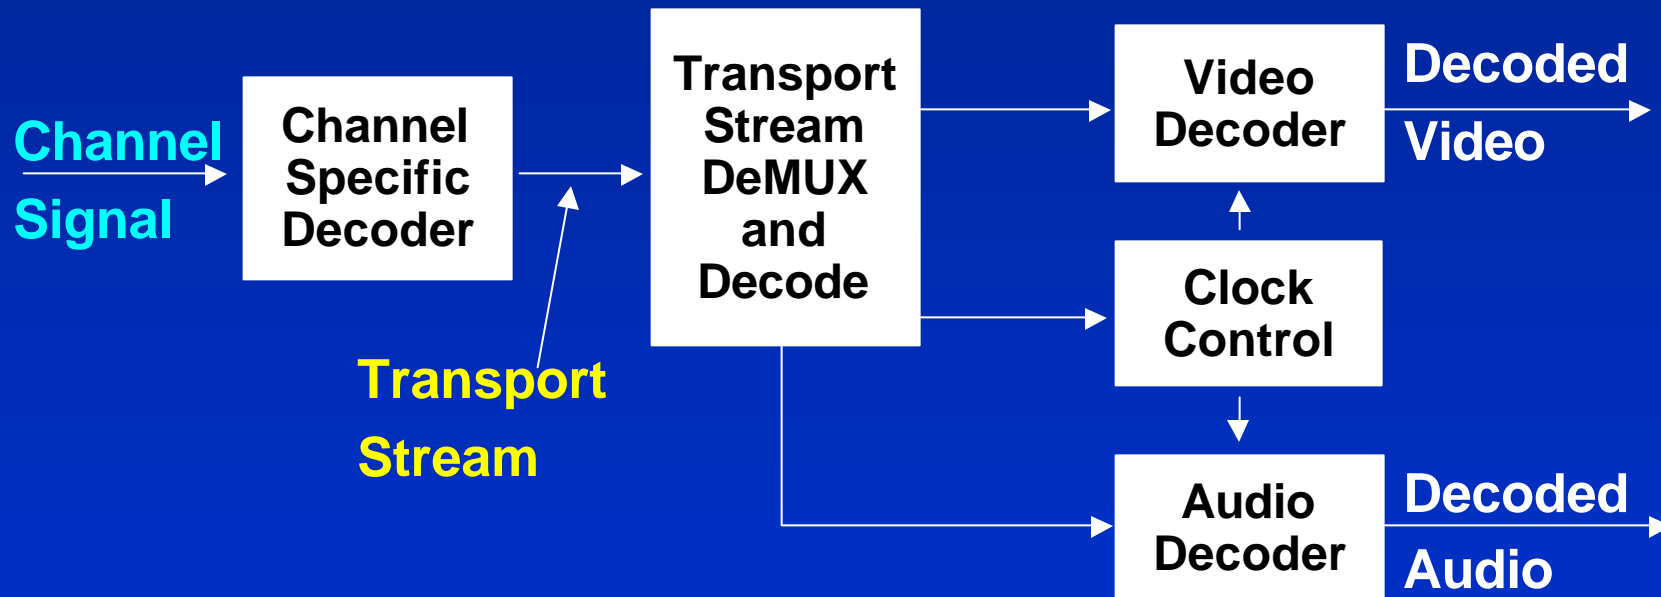 Channel
Signal
Channel
Specific
Decoder
Transport
Stream
Transport
Stream
DeMUX
and
Decode
Video
Decoder
Decoded
Video
Clock
Control
Audio
Decoder
Decoded
Audio